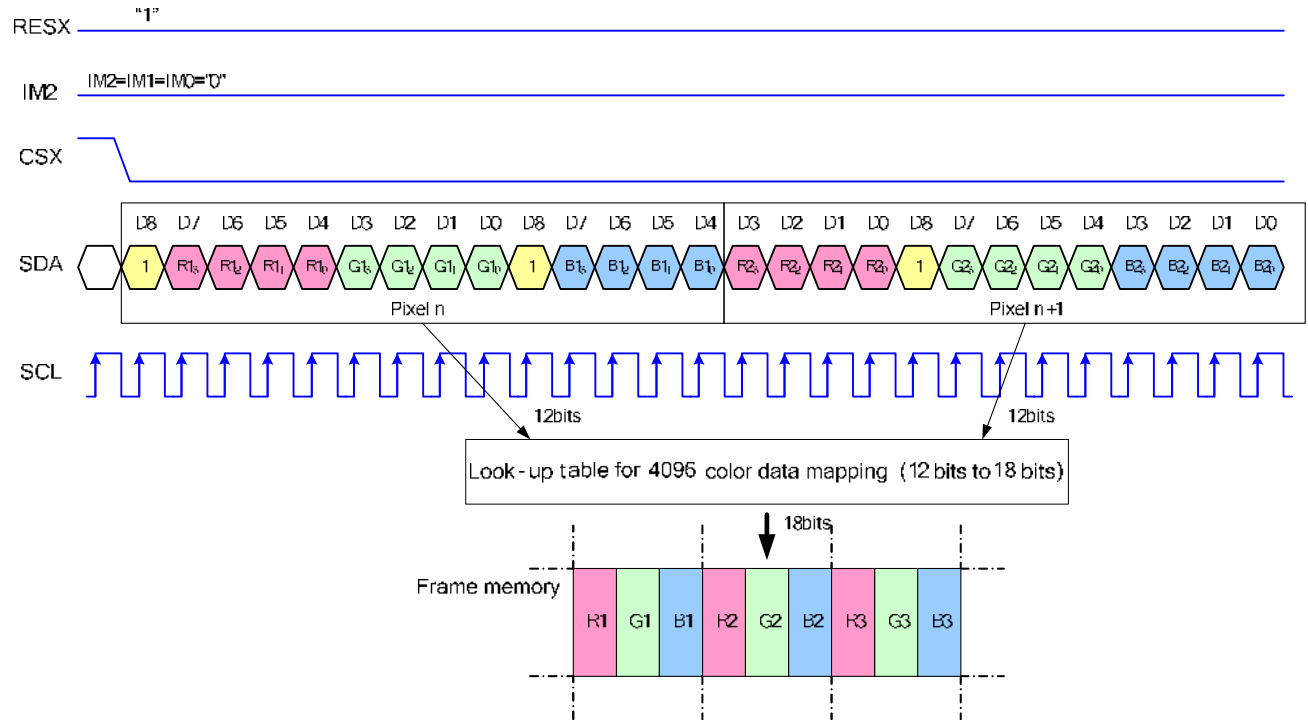 "1"
RESX
IM2=IM1=IM0="0"
IM2
CSX
D8 D7 D6 D5 D4 D3 D2 D1 D0 D8 D7 D6 D5 D4 D3 D2 D1 D0 D8 D7 D6 D5 D4 D3 D2 D1 D0
SDA 1 R1₃ R1₂ R1₁ R1₀ G1₃ G1₂ G1₁ G1₀ 1 B1₃ B1₂ B1₁ B1₀ R2₃ R2₂ R2₁ R2₀ 1 G2₃ G2₂ G2₁ G2₀ B2₃ B2₂ B2₁ B2₀
Pixel n Pixel n+1
SCL
12bits 12bits
Look-up table for 4096 color data mapping (12 bits to 18 bits)
18bits
Frame memory
R1 G1 B1 R2 G2 B2 R3 G3 B3